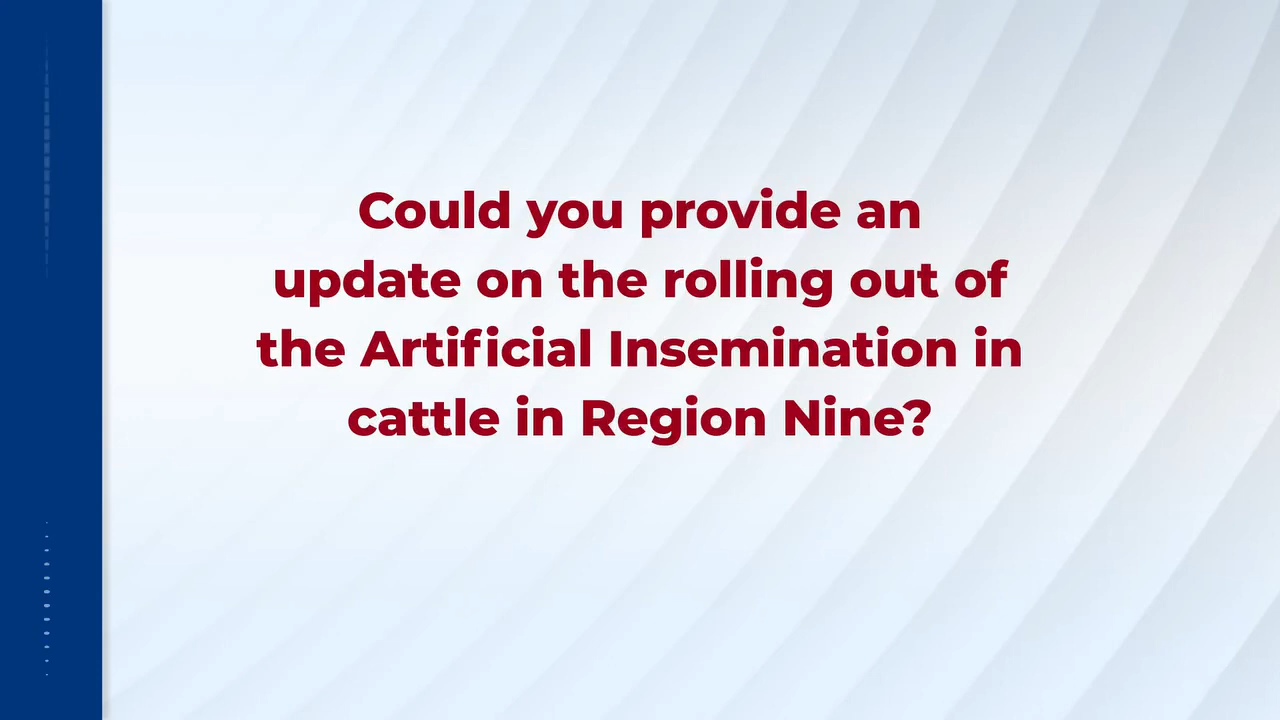 Could you provide an
update on the rolling out of
the Artificial Insemination in
cattle in Region Nine?